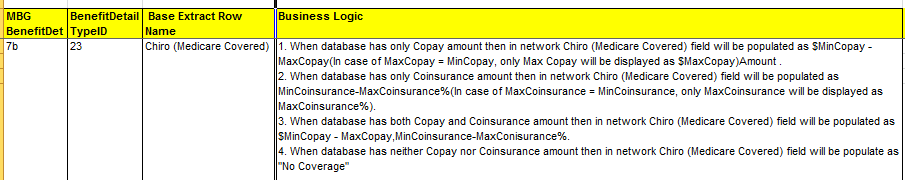 MBG BenefitDetail Base Extract Row Business Logic
BenefitDet TypeID Name
7b 23 Chiro (Medicare Covered) 1. When database has only Copay amount then in network Chiro (Medicare Covered) field will be populated as $MinCopay -
MaxCopay(In case of MaxCopay = MinCopay, only Max Copay will be displayed as $MaxCopay)Amount .
2. When database has only Coinsurance amount then in network Chiro (Medicare Covered) field will be populated as
MinCoinsurance-MaxCoinsurance%(In case of MaxCoinsurance = MinCoinsurance, only MaxCoinsurance will be displayed as
MaxCoinsurance%).
3. When database has both Copay and Coinsurance amount then in network Chiro (Medicare Covered) field will be populated as
$MinCopay - MaxCopay,MinCoinsurance-MaxConisurance%.
4. When database has neither Copay nor Coinsurance amount then in network Chiro (Medicare Covered) field will be populate as
"No Coverage"